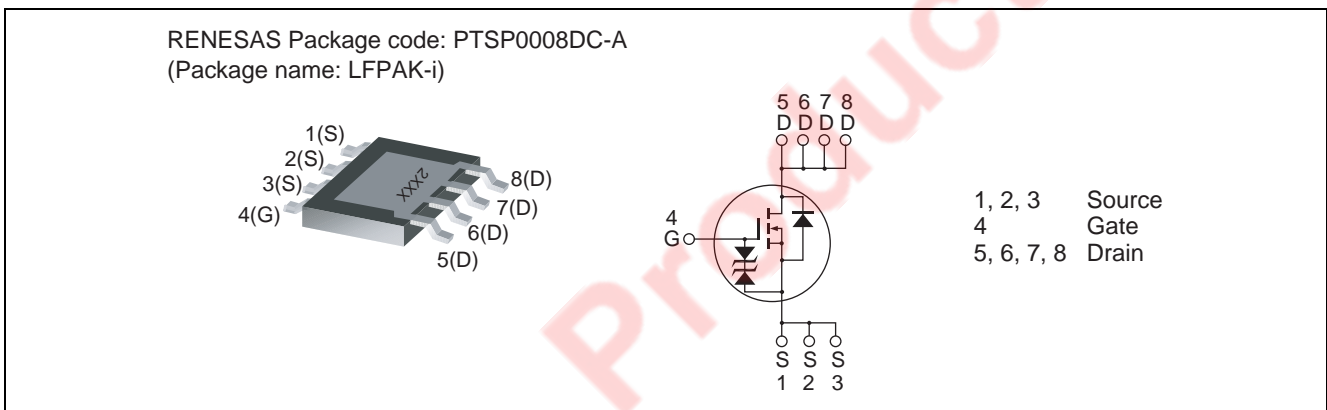 RENESAS Package code: PTSP0008DC-A
(Package name: LFPAK-i)
1(S)
2(S)
3(S)
4(G)
2XXX
8(D)
7(D)
6(D)
5(D)
5 6 7 8
D D D D
4
G
S S S
1 2 3
1, 2, 3 Source
4 Gate
5, 6, 7, 8 Drain
Produc